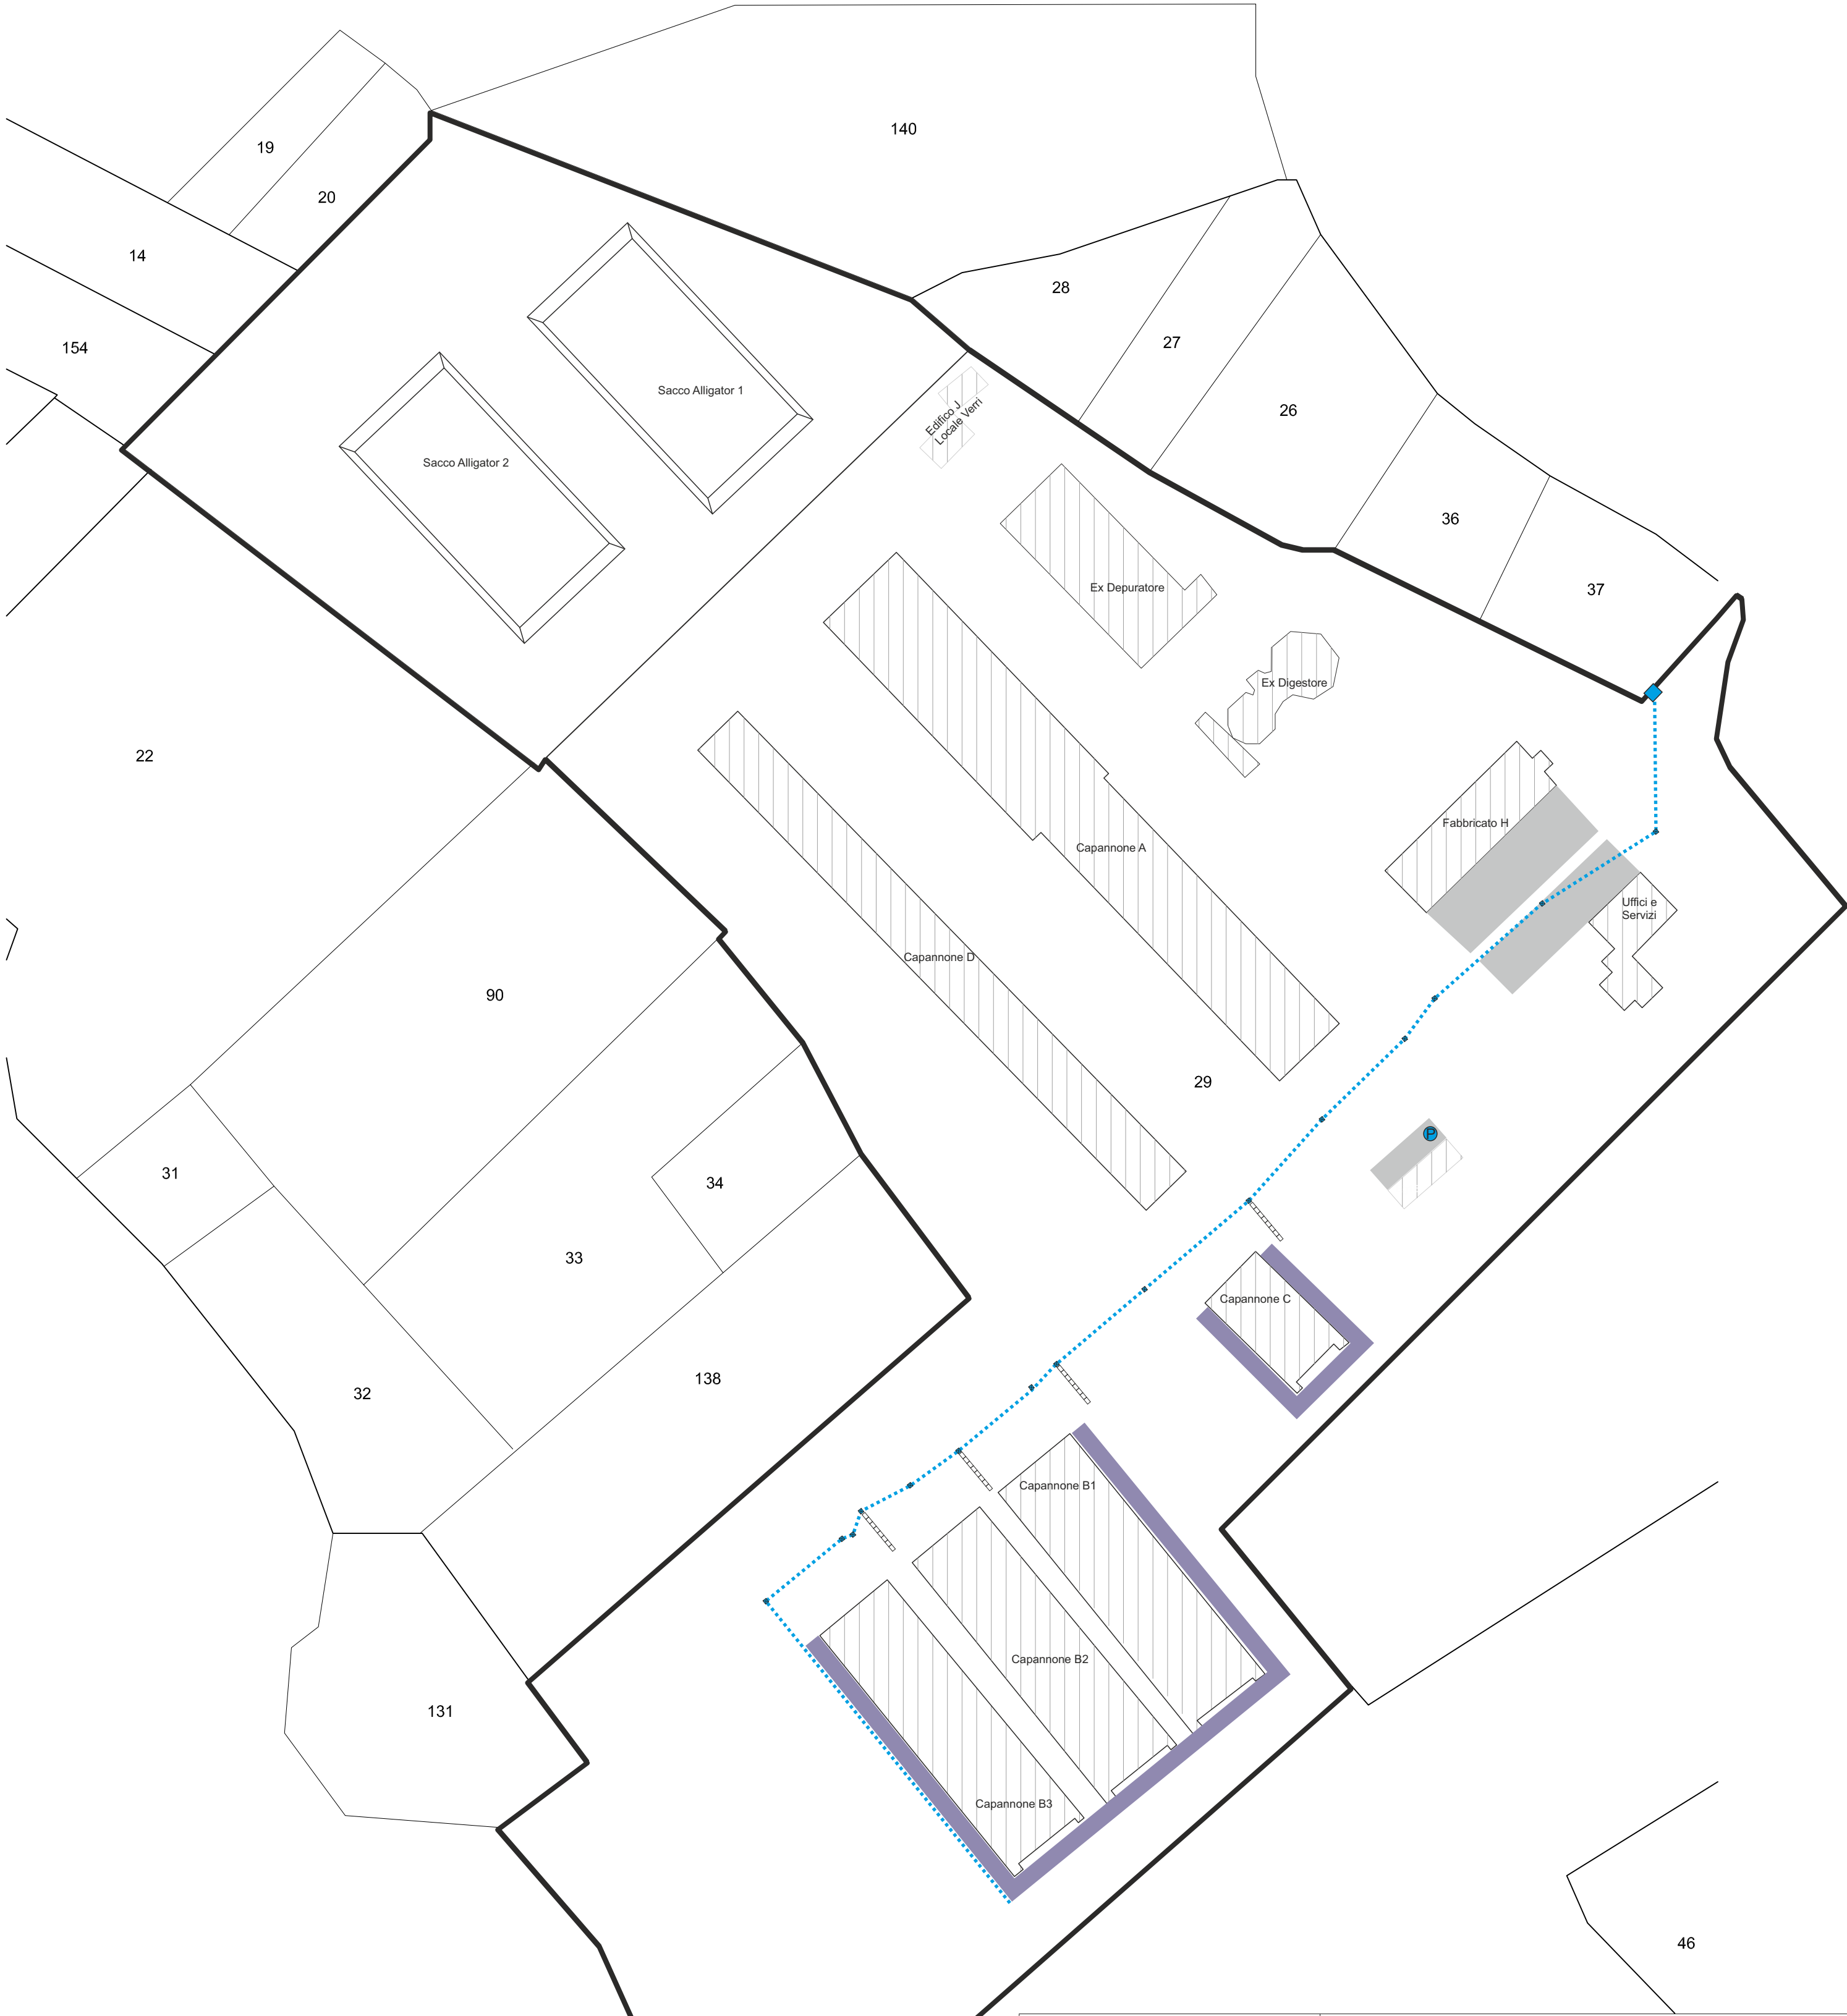 140
19
20
14
28
27
154
Sacco Alligator 1
26
Edifico J
Locale Verri
Sacco Alligator 2
36
Ex Depuratore
37
Ex Digestore
22
Fabbricato H
Capannone A
Uffici e
Servizi
Capannone D
90
29
P
31
34
33
Capannone C
138
32
Capannone B1
Capannone B2
131
Capannone B3
46